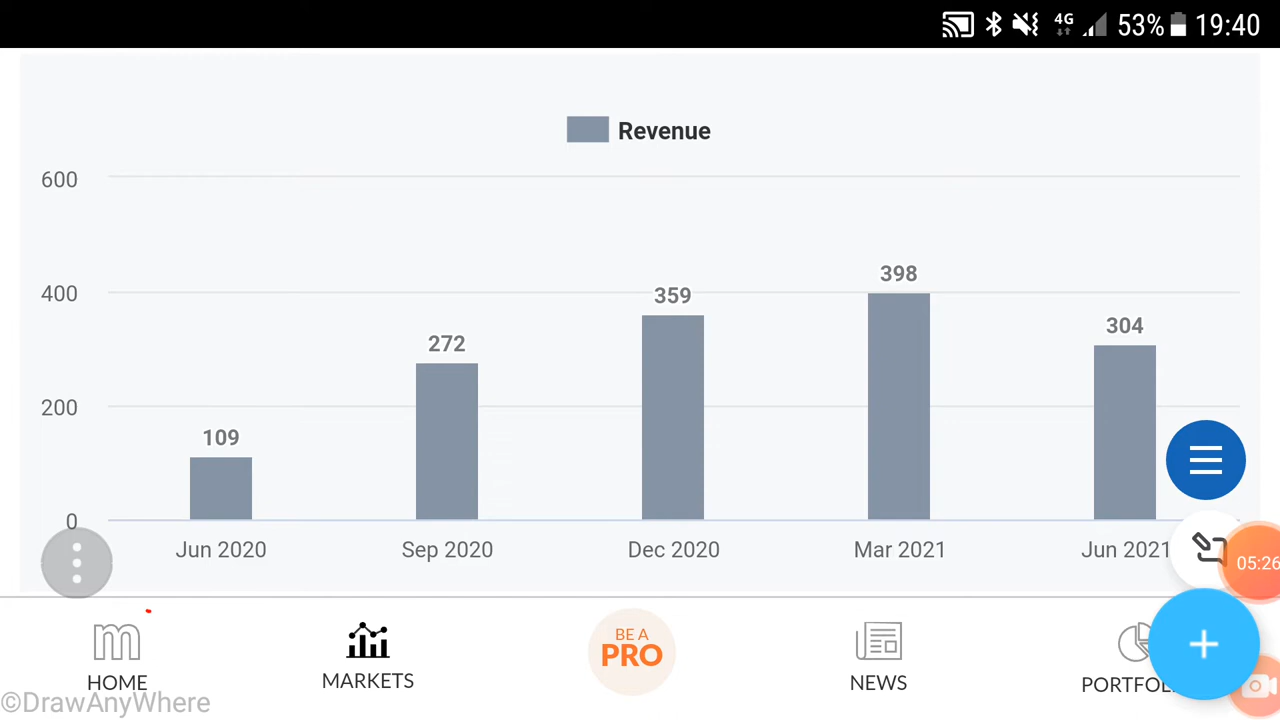 4G 53% 19:40
Revenue
600
400
200
0
109
272
359
398
304
Jun 2020 Sep 2020 Dec 2020 Mar 2021 Jun 2021
05:26
HOME MARKETS BE A PRO NEWS
©DrawAnyWhere